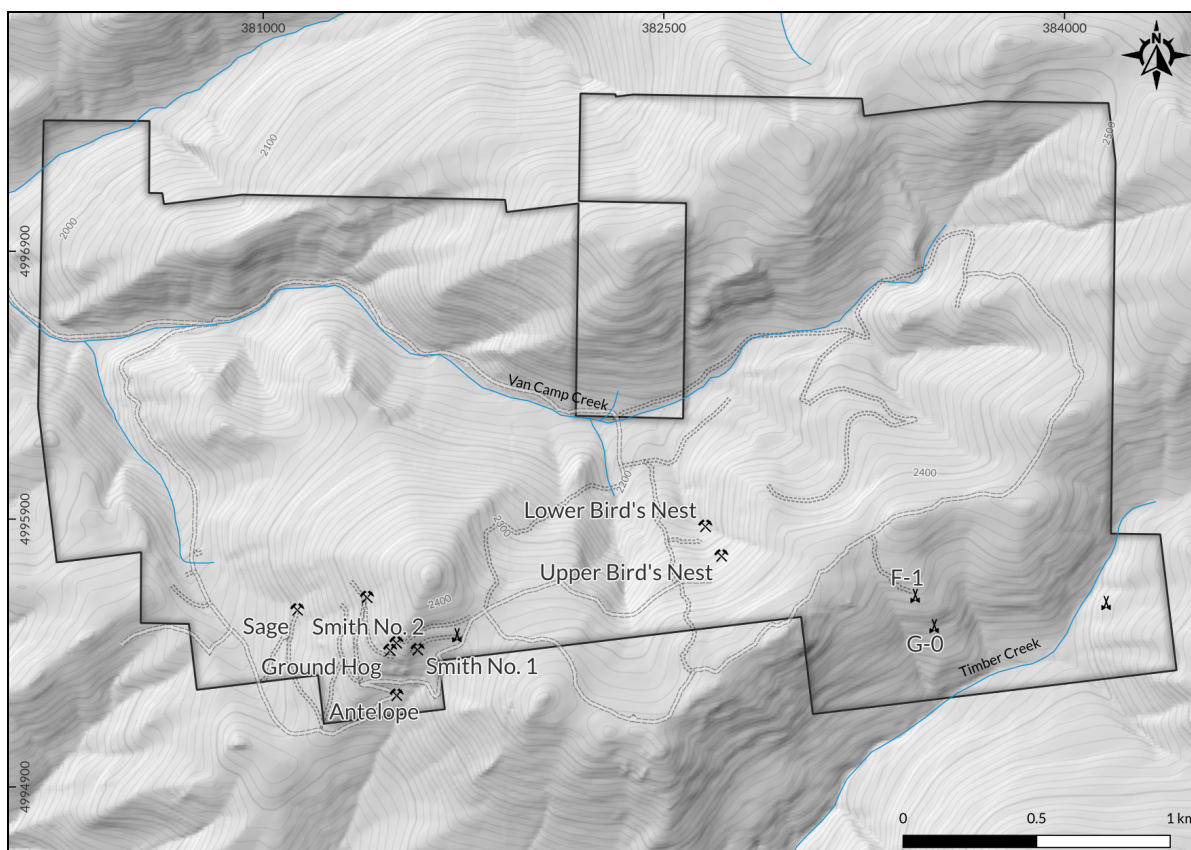 381000
382500
384000
N
2100
2500
2000
4996900
Van Camp Creek
2400
2200
Lower Bird's Nest
4995900
2300
Upper Bird's Nest
F-1
2400
Sage
Smith No. 2
G-0
Ground Hog
Smith No. 1
Timber Creek
Antelope
4994900
0
0.5
1 km